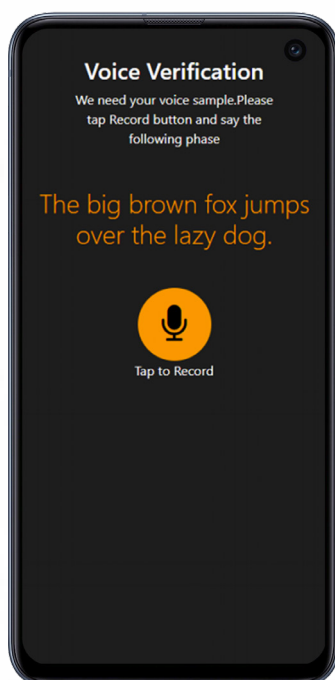 Voice Verification
We need your voice sample.Please
tap Record button and say the
following phase
The big brown fox jumps
over the lazy dog.
Tap to Record